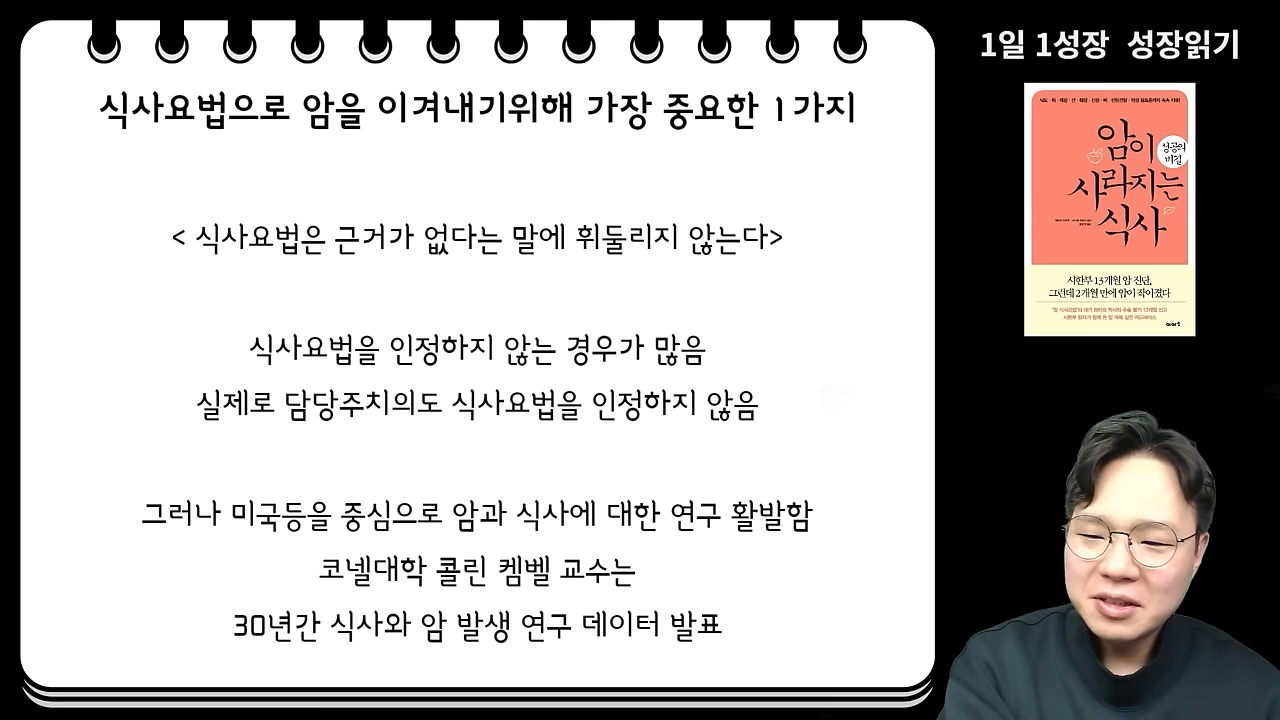 식사요법으로 암을 이겨내기위해 가장 중요한 1가지
< 식사요법은 근거가 없다는 말에 휘둘리지 않는다>
식사요법을 인정하지 않는 경우가 많음
실제로 담당주치의도 식사요법을 인정하지 않음
그러나 미국등을 중심으로 암과 식사에 대한 연구 활발함
코넬대학 콜린 켐벨 교수는
30년간 식사와 암 발생 연구 데이터 발표
1일 1성장 성장읽기
암이
사라지는
식사
성공의
비결
시한부 13개월 암 진단,
그런데 2개월 만에 암이 작아졌다